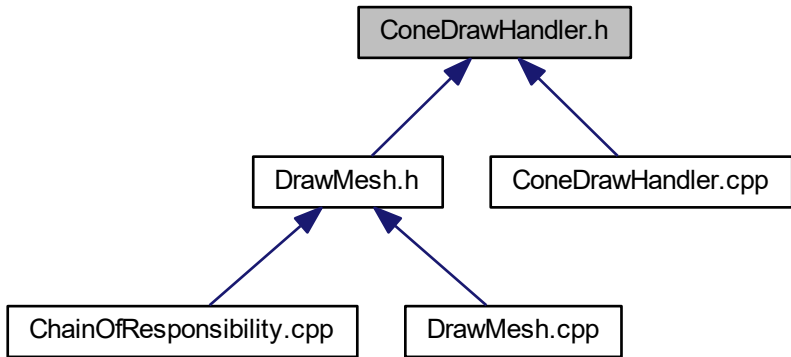 ConeDrawHandler.h
DrawMesh.h
ConeDrawHandler.cpp
ChainOfResponsibility.cpp
DrawMesh.cpp